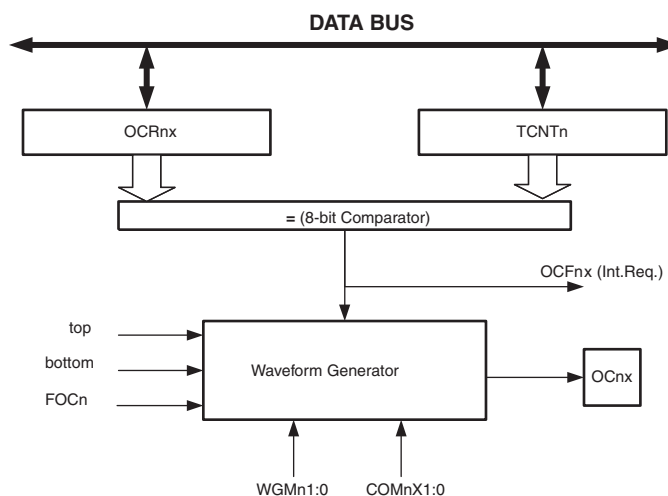 DATA BUS
OCRnx
TCNTn
= (8-bit Comparator)
OCFnx (Int.Req.)
top
bottom
FOCn
Waveform Generator
OCnx
WGMn1:0
COMnX1:0